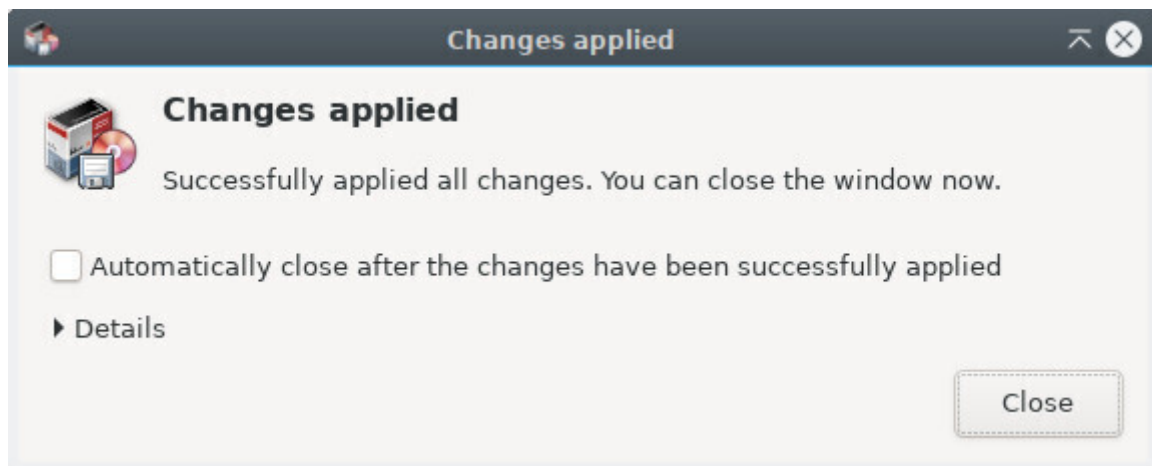 Changes applied
Changes applied
Successfully applied all changes. You can close the window now.
Automatically close after the changes have been successfully applied
Details
Close